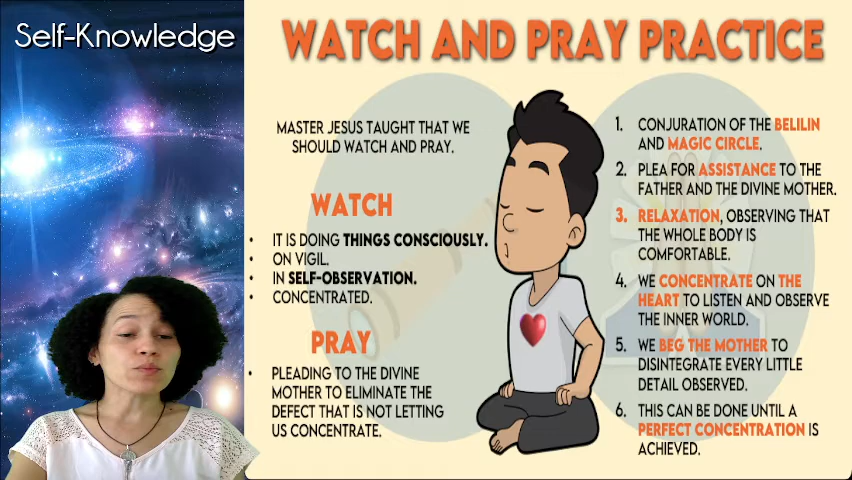 Self-Knowledge
WATCH AND PRAY PRACTICE
MASTER JESUS TAUGHT THAT WE
SHOULD WATCH AND PRAY.
WATCH
• IT IS DOING THINGS CONSCIOUSLY.
• ON VIGIL.
• IN SELF-OBSERVATION.
• CONCENTRATED.
PRAY
• PLEADING TO THE DIVINE
MOTHER TO ELIMINATE THE
DEFECT THAT IS NOT LETTING
US CONCENTRATE.
1. CONJURATION OF THE BELILIN
AND MAGIC CIRCLE.
2. PLEA FOR ASSISTANCE TO THE
FATHER AND THE DIVINE MOTHER.
3. RELAXATION, OBSERVING THAT
THE WHOLE BODY IS
COMFORTABLE.
4. WE CONCENTRATE ON THE
HEART TO LISTEN AND OBSERVE
THE INNER WORLD.
5. WE BEG THE MOTHER TO
DISINTEGRATE EVERY LITTLE
DETAIL OBSERVED.
6. THIS CAN BE DONE UNTIL A
PERFECT CONCENTRATION IS
ACHIEVED.